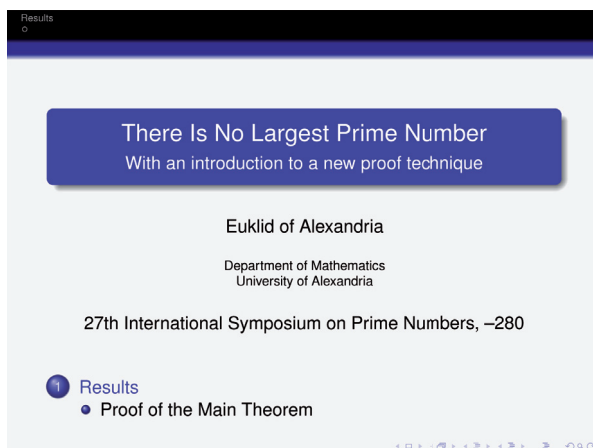 Results
There Is No Largest Prime Number
With an introduction to a new proof technique
Euklid of Alexandria
Department of Mathematics
University of Alexandria
27th International Symposium on Prime Numbers, –280
1 Results
Proof of the Main Theorem